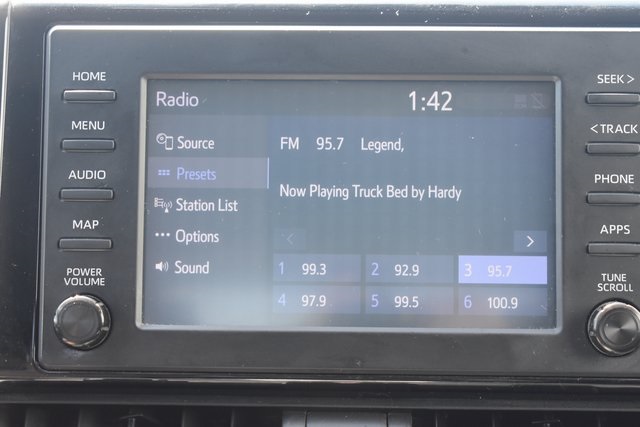 HOME
MENU
AUDIO
MAP
POWER
VOLUME
Radio 1:42
Source
Presets
Station List
Options
Sound
FM 95.7 Legend,
Now Playing Truck Bed by Hardy
1 99.3 2 92.9 3 95.7
4 97.9 5 99.5 6 100.9
SEEK >
< TRACK
PHONE
APPS
TUNE
SCROLL